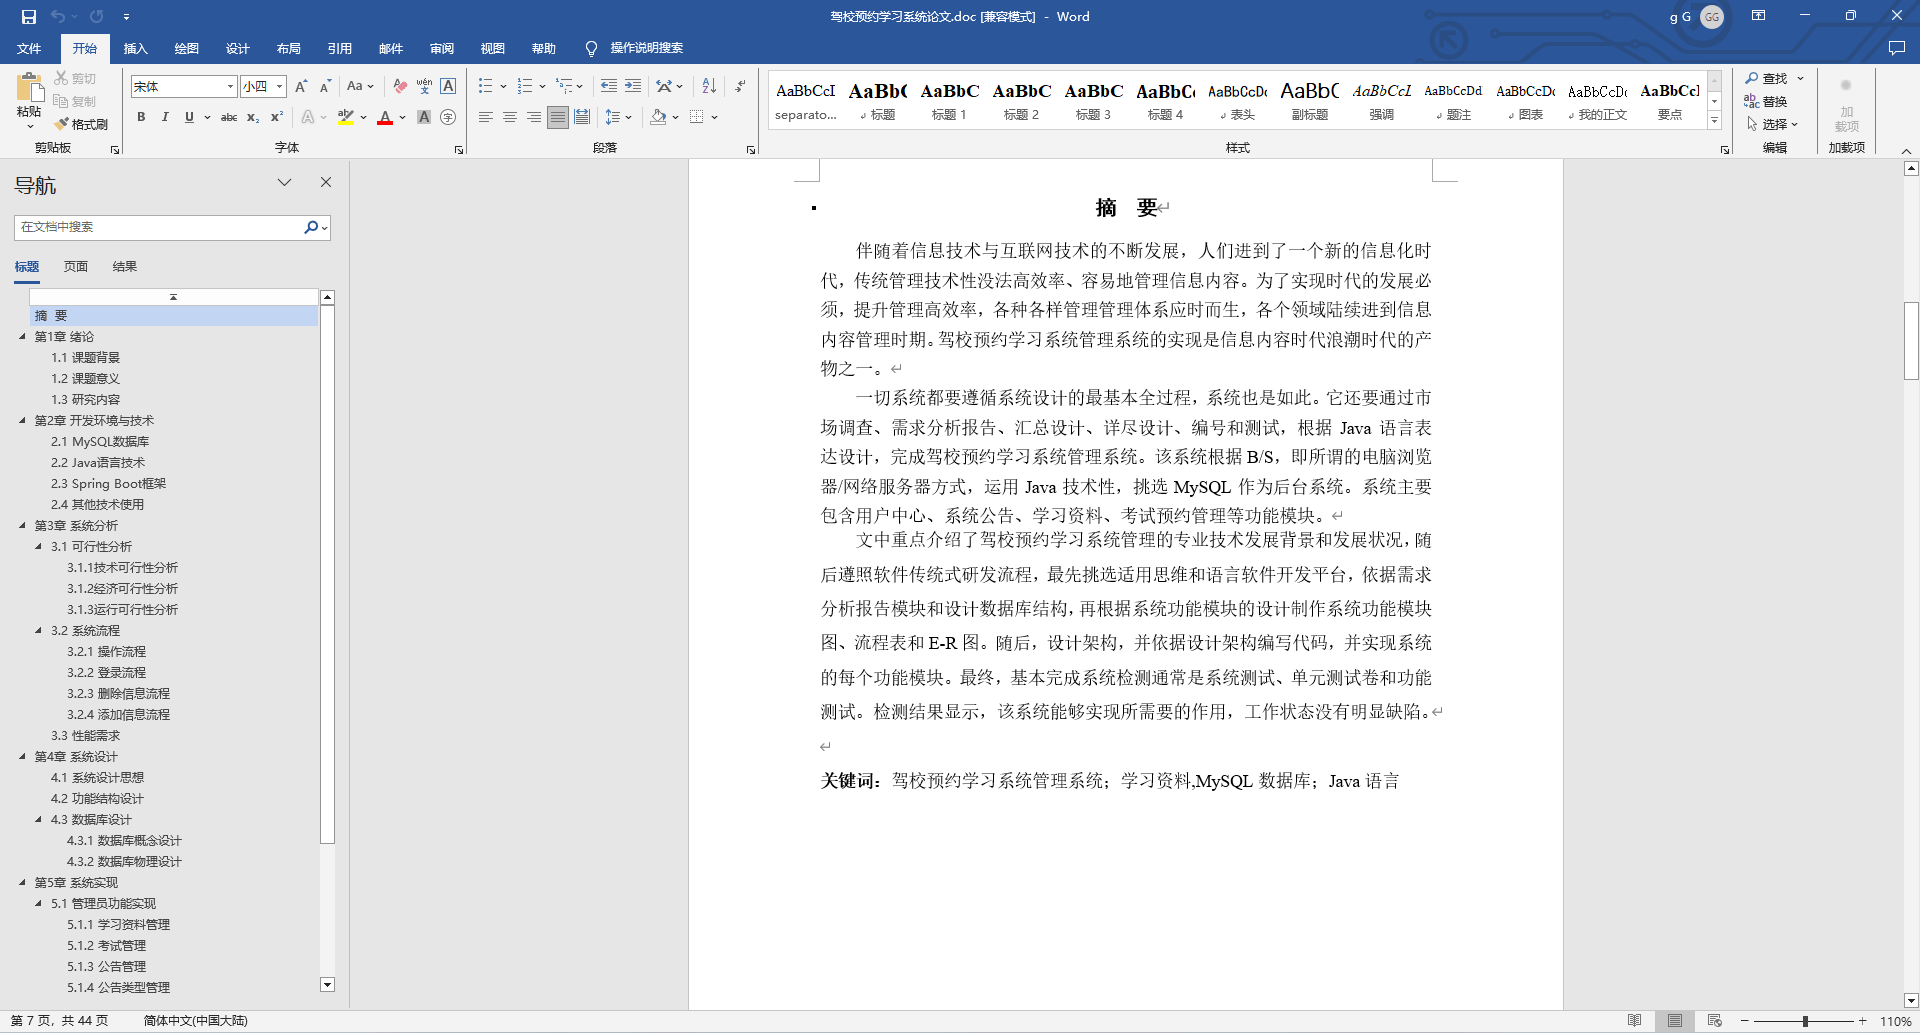 驾校预约学习系统论文.doc [兼容模式] - Word
g G
GG
文件 开始 插入 绘图 设计 布局 引用 邮件 审阅 视图 帮助 操作说明搜索
粘贴
剪切
复制
格式刷
剪贴板
宋体 小四
字体
段落
AaBbCcI AaBb( AaBbC AaBbC AaBbC AaBbC( AaBbCcDc AaBbC AaBbCcL AaBbCcDd AaBbCcDc AaBbCcDc AaBbCcI
separato... 标题 标题 1 标题 2 标题 3 标题 4 表头 副标题 强调 题注 图表 我的正文 要点
样式
查找
替换
选择
编辑
加载项
加载项
导航
在文档中搜索
标题 页面 结果
摘 要
第1章 绪论
1.1 课题背景
1.2 课题意义
1.3 研究内容
第2章 开发环境与技术
2.1 MySQL数据库
2.2 Java语言技术
2.3 Spring Boot框架
2.4 其他技术使用
第3章 系统分析
3.1 可行性分析
3.1.1技术可行性分析
3.1.2经济可行性分析
3.1.3运行可行性分析
3.2 系统流程
3.2.1 操作流程
3.2.2 登录流程
3.2.3 删除信息流程
3.2.4 添加信息流程
3.3 性能需求
第4章 系统设计
4.1 系统设计思想
4.2 功能结构设计
4.3 数据库设计
4.3.1 数据库概念设计
4.3.2 数据库物理设计
第5章 系统实现
5.1 管理员功能实现
5.1.1 学习资料管理
5.1.2 考试管理
5.1.3 公告管理
5.1.4 公告类型管理
摘 要
伴随着信息技术与互联网技术的不断发展，人们进到了一个新的信息化时
代，传统管理技术性没法高效率、容易地管理信息内容。为了实现时代的发展必
须，提升管理高效率，各种各样管理管理体系应时而生，各个领域陆续进到信息
内容管理时期。驾校预约学习系统管理系统的实现是信息内容时代浪潮时代的产
物之一。
一切系统都要遵循系统设计的最基本全过程，系统也是如此。它还要通过市
场调查、需求分析报告、汇总设计、详尽设计、编号和测试，根据 Java 语言表
达设计，完成驾校预约学习系统管理系统。该系统根据 B/S，即所谓的电脑浏览
器/网络服务器方式，运用 Java 技术性，挑选 MySQL 作为后台系统。系统主要
包含用户中心、系统公告、学习资料、考试预约管理等功能模块。
文中重点介绍了驾校预约学习系统管理的专业技术发展背景和发展状况，随
后遵照软件传统式研发流程，最先挑选适用思维和语言软件开发平台，依据需求
分析报告模块和设计数据库结构，再根据系统功能模块的设计制作系统功能模块
图、流程表和 E-R 图。随后，设计架构，并依据设计架构编写代码，并实现系统
的每个功能模块。最终，基本完成系统检测通常是系统测试、单元测试卷和功能
测试。检测结果显示，该系统能够实现所需要的作用，工作状态没有明显缺陷。
关键词：驾校预约学习系统管理系统；学习资料,MySQL 数据库；Java 语言
第 7 页，共 44 页 简体中文(中国大陆)
110%